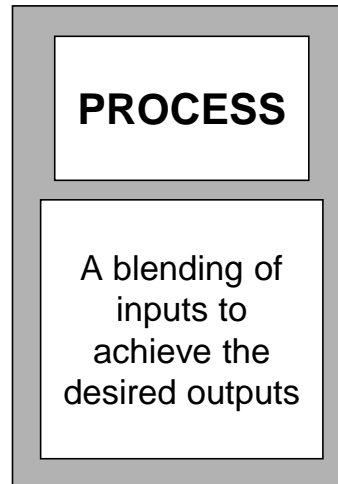 PROCESS
A blending of
inputs to
achieve the
desired outputs